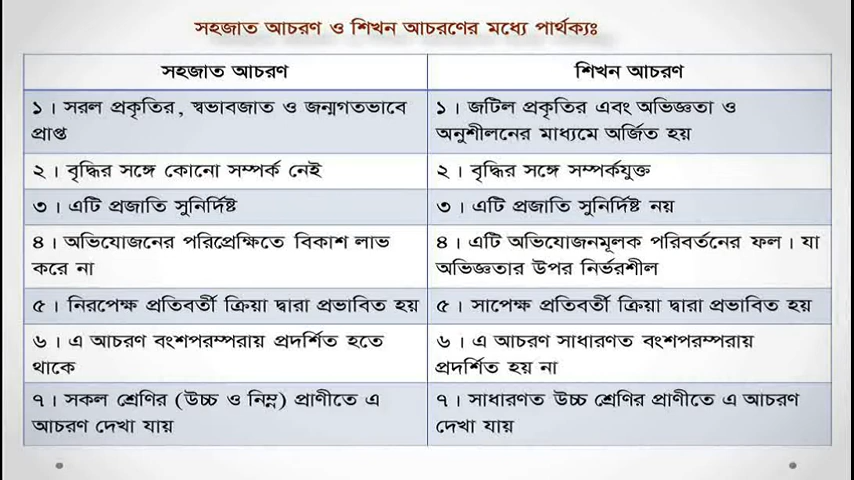 সহজাত আচরণ ও শিখন আচরণের মধ্যে পার্থক্যঃ
সহজাত আচরণ
শিখন আচরণ
১। সরল প্রকৃতির, স্বভাবজাত ও জন্মগতভাবে
প্রাপ্ত
১। জটিল প্রকৃতির এবং অভিজ্ঞতা ও
অনুশীলনের মাধ্যমে অর্জিত হয়
২। বৃদ্ধির সঙ্গে কোনো সম্পর্ক নেই
২। বৃদ্ধির সঙ্গে সম্পর্কযুক্ত
৩। এটি প্রজাতি সুনির্দিষ্ট
৩। এটি প্রজাতি সুনির্দিষ্ট নয়
৪। অভিযোজনের পরিপ্রেক্ষিতে বিকাশ লাভ
করে না
৪। এটি অভিযোজনমূলক পরিবর্তনের ফল। যা
অভিজ্ঞতার উপর নির্ভরশীল
৫। নিরপেক্ষ প্রতিবর্তী ক্রিয়া দ্বারা প্রভাবিত হয়
৫। সাপেক্ষ প্রতিবর্তী ক্রিয়া দ্বারা প্রভাবিত হয়
৬। এ আচরণ বংশপরম্পরায় প্রদর্শিত হতে
থাকে
৬। এ আচরণ সাধারণত বংশপরম্পরায়
প্রদর্শিত হয় না
৭। সকল শ্রেণির (উচ্চ ও নিম্ন) প্রাণীতে এ
আচরণ দেখা যায়
৭। সাধারণত উচ্চ শ্রেণির প্রাণীতে এ আচরণ
দেখা যায়